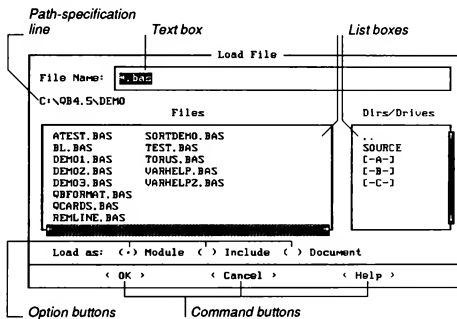 Path-specification
line
Text box
List boxes
Load File
File Name: *.bas
C:\QB4.5\DEMO
Files
Dirs/Drives
ATEST.BAS SORTDEMO.BAS
BL.BAS TEST.BAS
DEMO1.BAS TORUS.BAS
DEMO2.BAS VARHELP.BAS
DEMO3.BAS VARHELP2.BAS
QBFORMAT.BAS
QCARDS.BAS
REMLINE.BAS
..
SOURCE
[-A-]
[-B-]
[-C-]
Load as: (•) Module ( ) Include ( ) Document
< OK > < Cancel > < Help >
Option buttons
Command buttons